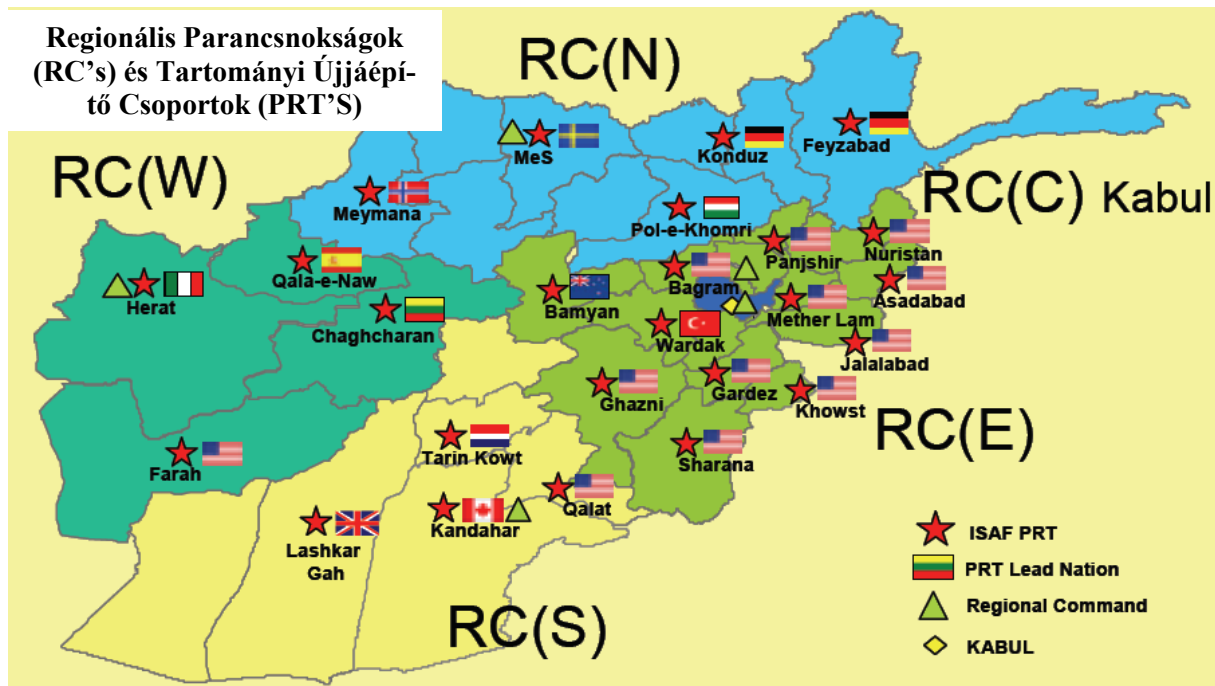 Regionális Parancsnokságok
(RC’s) és Tartományi Újjáépí-
tő Csoportok (PRT’S)
RC(N)
RC(W)
RC(C) Kabul
MeS
Konduz
Feyzabad
Meymana
Pol-e-Khomri
Nuristan
Panjshir
Qala-e-Naw
Herat
Bagram
Asadabad
Bamyan
Mether Lam
Chaghcharan
Wardak
Jalalabad
Ghazni
Gardez
Khowst
RC(E)
Tarin Kowt
Sharana
Farah
Qalat
Kandahar
Lashkar
Gah
RC(S)
ISAF PRT
PRT Lead Nation
Regional Command
KABUL